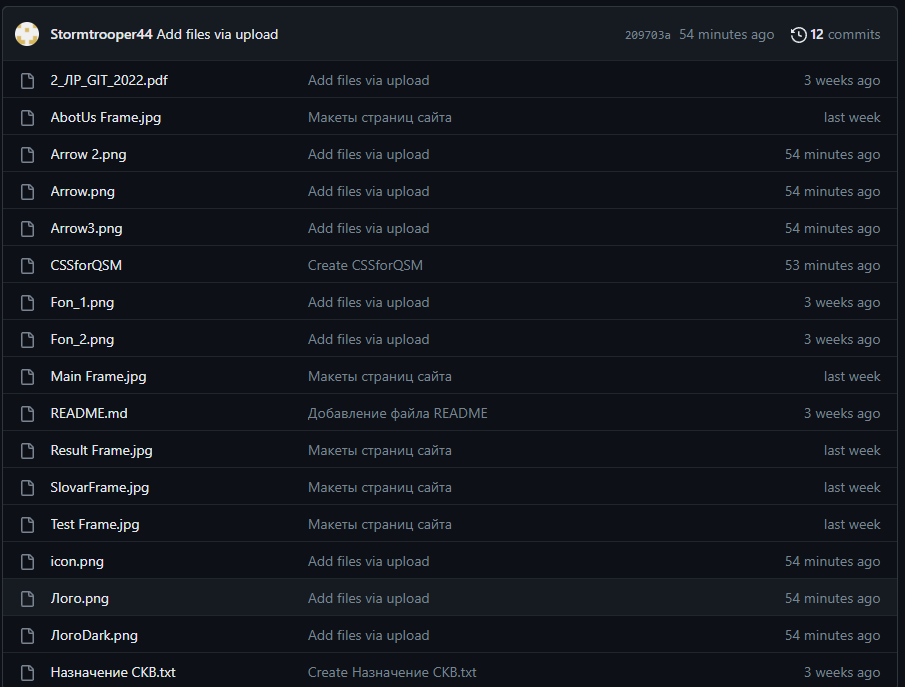 Stormtrooper44 Add files via upload 209703a 54 minutes ago 12 commits
2_ЛР_GIT_2022.pdf Add files via upload 3 weeks ago
AbotUs Frame.jpg Макеты страниц сайта last week
Arrow 2.png Add files via upload 54 minutes ago
Arrow.png Add files via upload 54 minutes ago
Arrow3.png Add files via upload 54 minutes ago
CSSforQSM Create CSSforQSM 53 minutes ago
Fon_1.png Add files via upload 3 weeks ago
Fon_2.png Add files via upload 3 weeks ago
Main Frame.jpg Макеты страниц сайта last week
README.md Добавление файла README 3 weeks ago
Result Frame.jpg Макеты страниц сайта last week
SlovarFrame.jpg Макеты страниц сайта last week
Test Frame.jpg Макеты страниц сайта last week
icon.png Add files via upload 54 minutes ago
Лого.png Add files via upload 54 minutes ago
ЛогоDark.png Add files via upload 54 minutes ago
Назначение СКВ.txt Create Назначение СКВ.txt 3 weeks ago